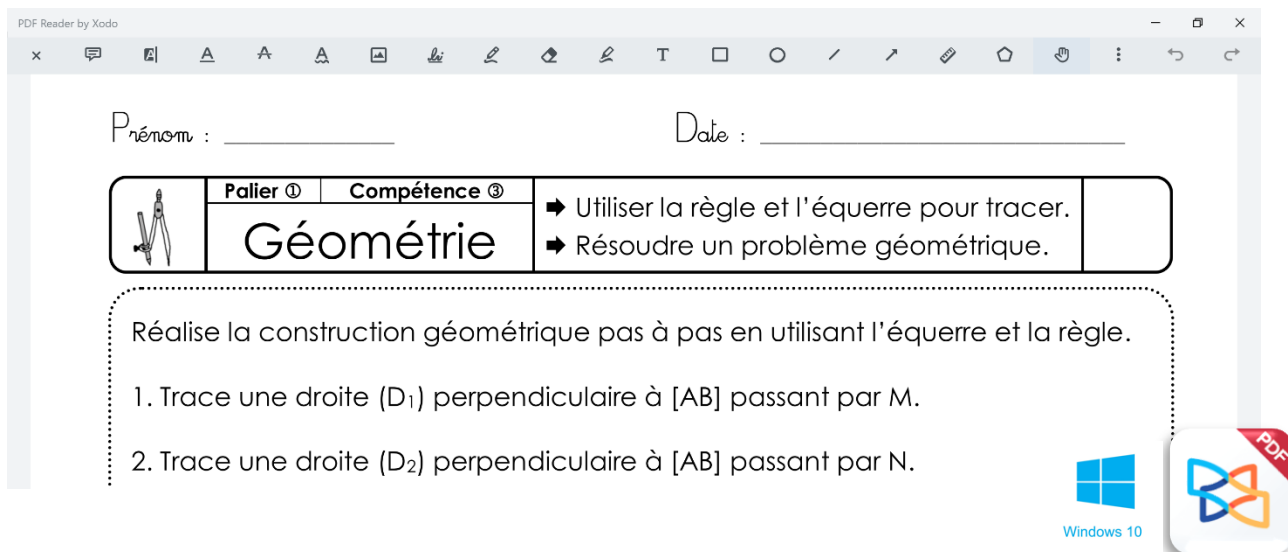 PDF Reader by Xodo
Prénom : Date :
Palier ① Compétence ③
Géométrie
➡ Utiliser la règle et l’équerre pour tracer.
➡ Résoudre un problème géométrique.
Réalise la construction géométrique pas à pas en utilisant l’équerre et la règle.
1. Trace une droite (D₁) perpendiculaire à [AB] passant par M.
2. Trace une droite (D₂) perpendiculaire à [AB] passant par N.
Windows 10
PDF